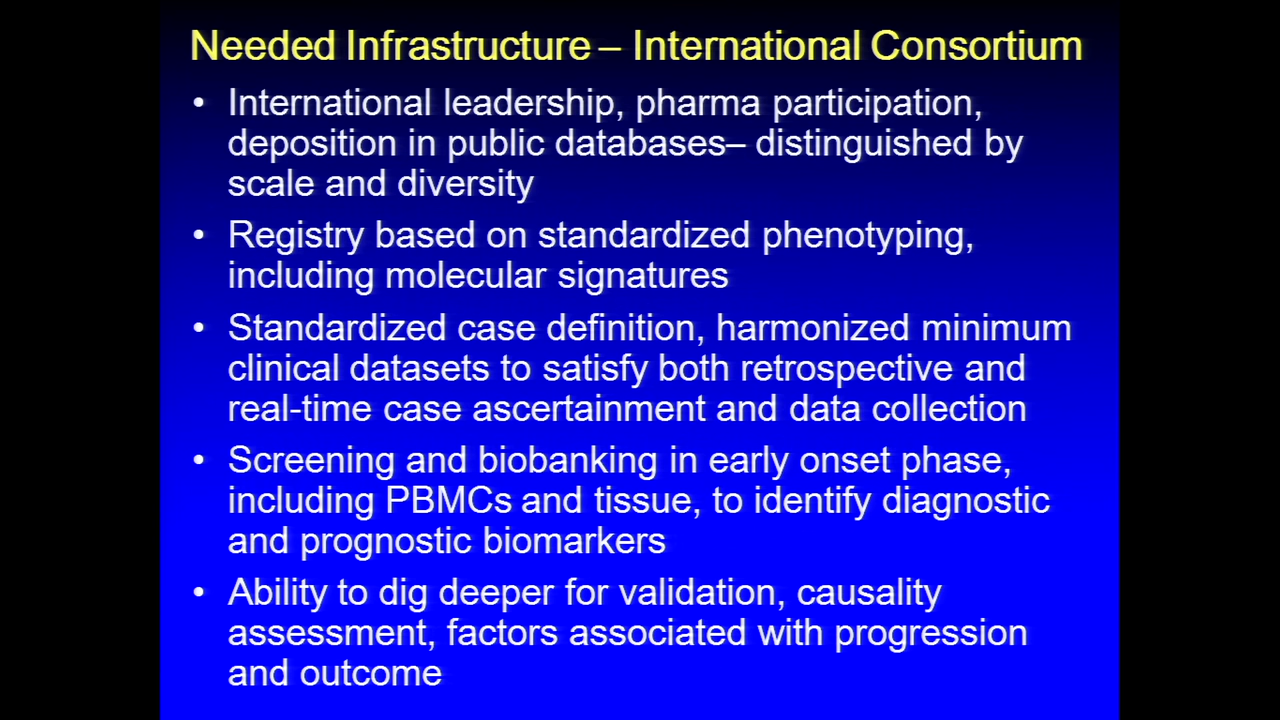 Needed Infrastructure – International Consortium
• International leadership, pharma participation,
deposition in public databases– distinguished by
scale and diversity
• Registry based on standardized phenotyping,
including molecular signatures
• Standardized case definition, harmonized minimum
clinical datasets to satisfy both retrospective and
real-time case ascertainment and data collection
• Screening and biobanking in early onset phase,
including PBMCs and tissue, to identify diagnostic
and prognostic biomarkers
• Ability to dig deeper for validation, causality
assessment, factors associated with progression
and outcome